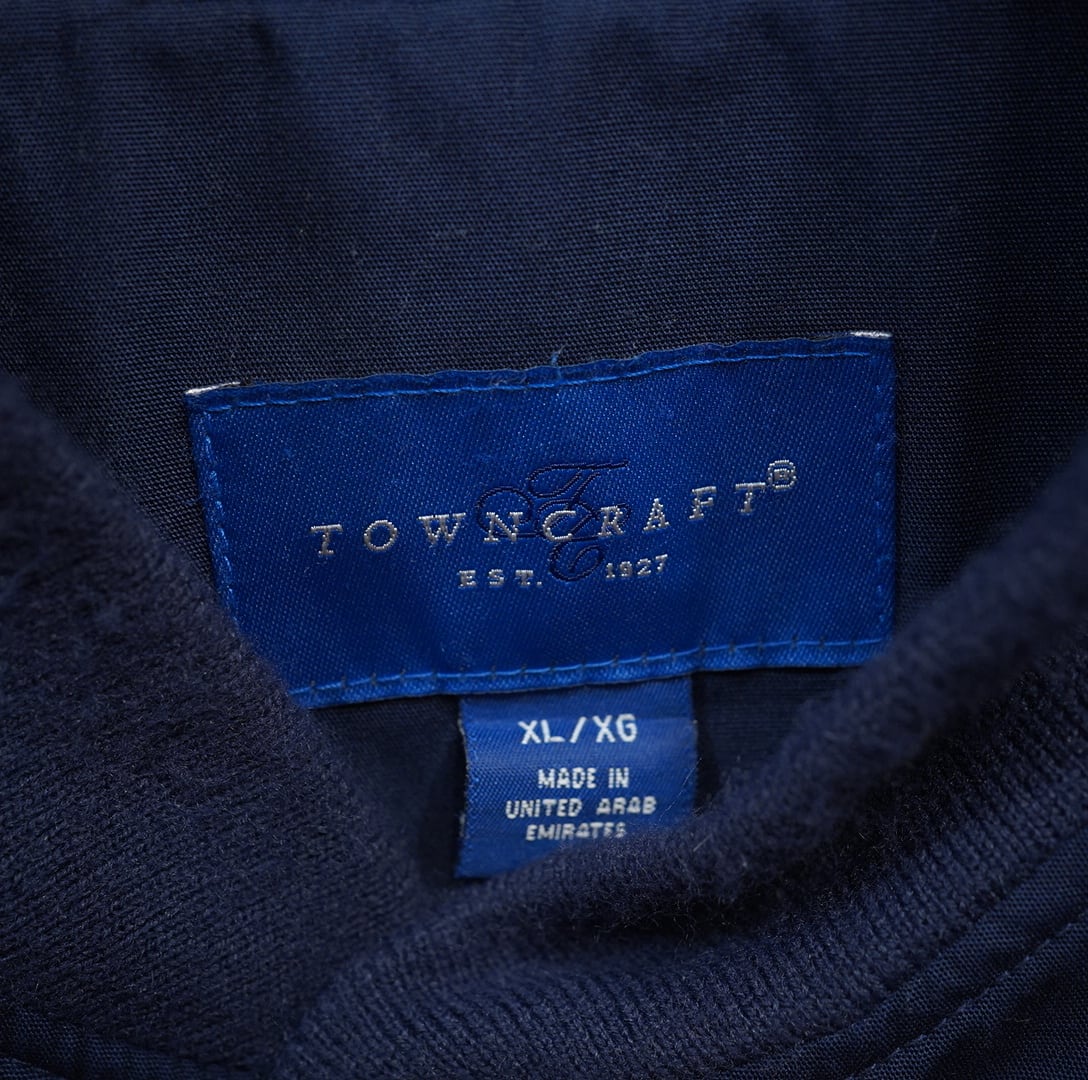 TOWNCRAFT®
EST. 1927
XL/XG
MADE IN
UNITED ARAB
EMIRATES